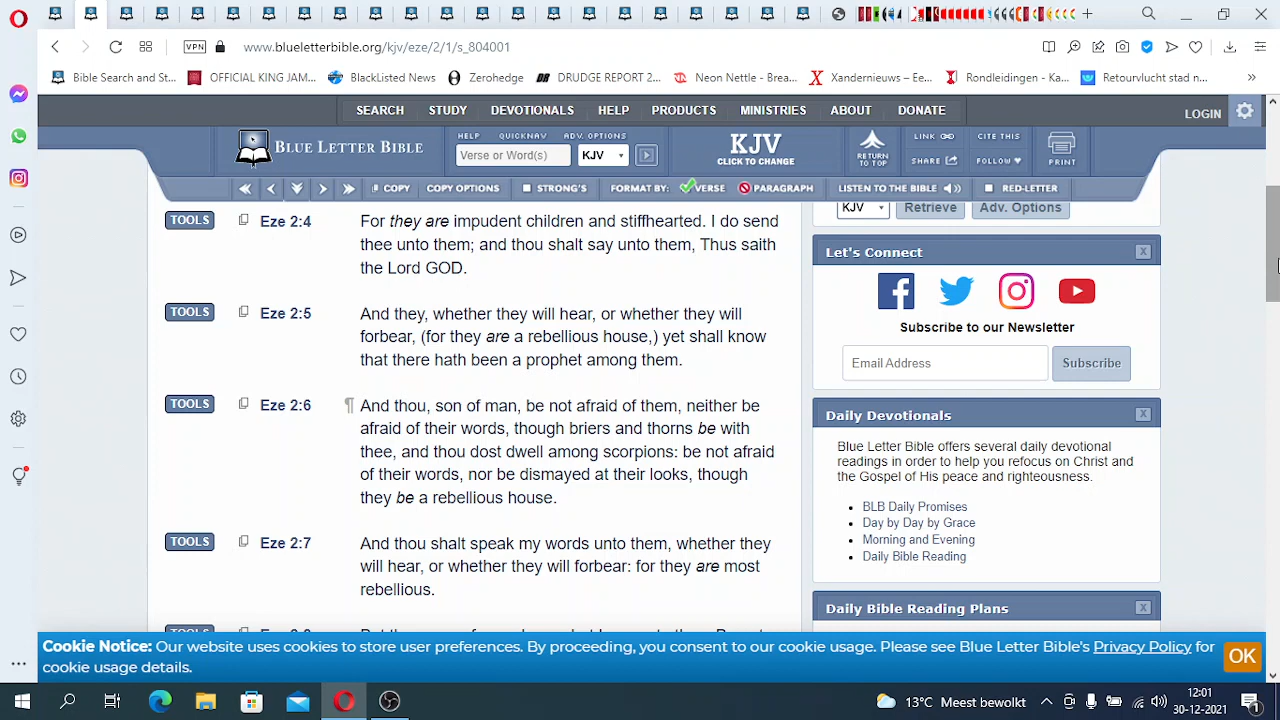 VPN
www.blueletterbible.org/kjv/eze/2/1/s_804001
Bible Search and St...
OFFICIAL KING JAM...
BlackListed News
Zerohedge
DRUDGE REPORT 2...
Neon Nettle - Brea...
Xandernieuws – Ee...
Rondleidingen - Ka...
Retourvlucht stad n...
»
SEARCH STUDY DEVOTIONALS HELP PRODUCTS MINISTRIES ABOUT DONATE
LOGIN
BLUE LETTER BIBLE
HELP QUICKNAV ADV. OPTIONS
Verse or Word(s)
KJV
KJV
CLICK TO CHANGE
RETURN
TO TOP
LINK
SHARE
CITE THIS
FOLLOW
PRINT
COPY COPY OPTIONS STRONG'S FORMAT BY: VERSE PARAGRAPH LISTEN TO THE BIBLE RED-LETTER
TOOLS Eze 2:4 For they are impudent children and stiffhearted. I do send
thee unto them; and thou shalt say unto them, Thus saith
the Lord GOD.
TOOLS Eze 2:5 And they, whether they will hear, or whether they will
forbear, (for they are a rebellious house,) yet shall know
that there hath been a prophet among them.
TOOLS Eze 2:6 ¶ And thou, son of man, be not afraid of them, neither be
afraid of their words, though briers and thorns be with
thee, and thou dost dwell among scorpions: be not afraid
of their words, nor be dismayed at their looks, though
they be a rebellious house.
TOOLS Eze 2:7 And thou shalt speak my words unto them, whether they
will hear, or whether they will forbear: for they are most
rebellious.
KJV Retrieve Adv. Options
Let's Connect X
Subscribe to our Newsletter
Email Address Subscribe
Daily Devotionals X
Blue Letter Bible offers several daily devotional
readings in order to help you refocus on Christ and
the Gospel of His peace and righteousness.
• BLB Daily Promises
• Day by Day by Grace
• Morning and Evening
• Daily Bible Reading
Daily Bible Reading Plans X
Cookie Notice: Our website uses cookies to store user preferences. By proceeding, you consent to our cookie usage. Please see Blue Letter Bible's Privacy Policy for
cookie usage details.
OK
13°C Meest bewolkt
12:01
30-12-2021
1